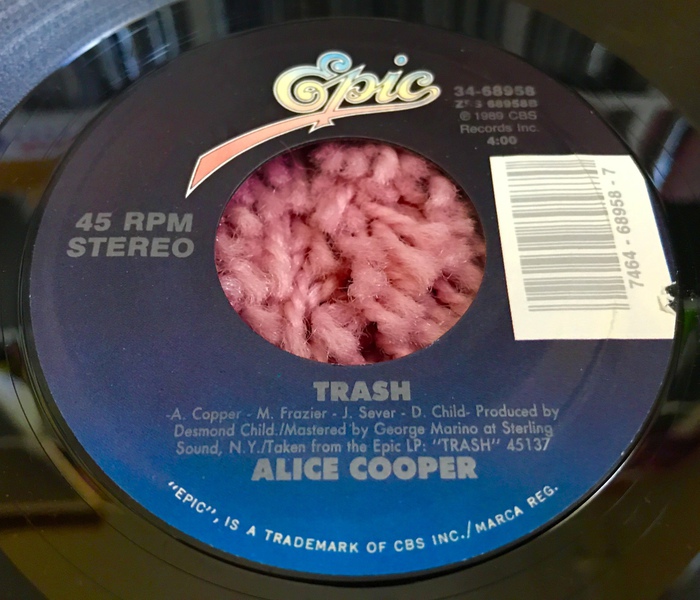 Epic
34-68958
ZSS 68958B
℗ 1989 CBS
Records Inc.
4:00
45 RPM
STEREO
7464-68958-7
TRASH
-A. Copper - M. Frazier - J. Sever - D. Child- Produced by
Desmond Child./Mastered by George Marino at Sterling
Sound, N.Y./Taken from the Epic LP: "TRASH" 45137
ALICE COOPER
"EPIC", IS A TRADEMARK OF CBS INC./MARCA REG.